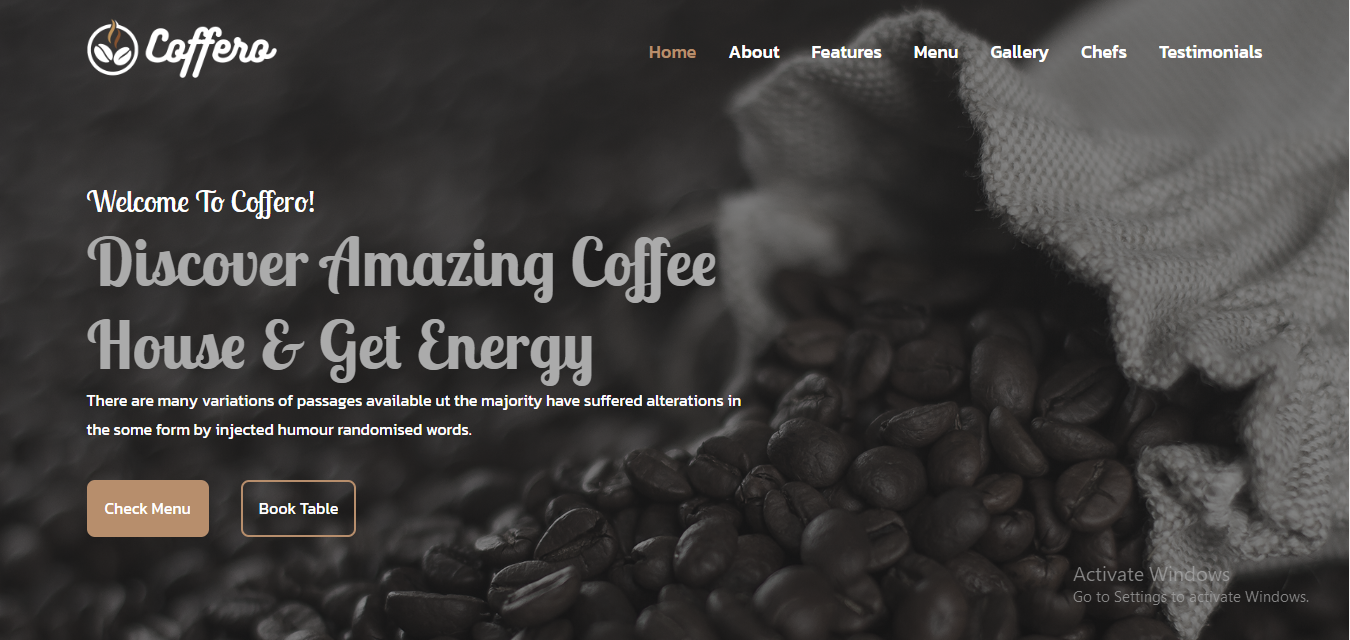 Coffero
Home About Features Menu Gallery Chefs Testimonials
Welcome To Coffero!
Discover Amazing Coffee
House & Get Energy
There are many variations of passages available ut the majority have suffered alterations in
the some form by injected humour randomised words.
Check Menu Book Table
Activate Windows
Go to Settings to activate Windows.